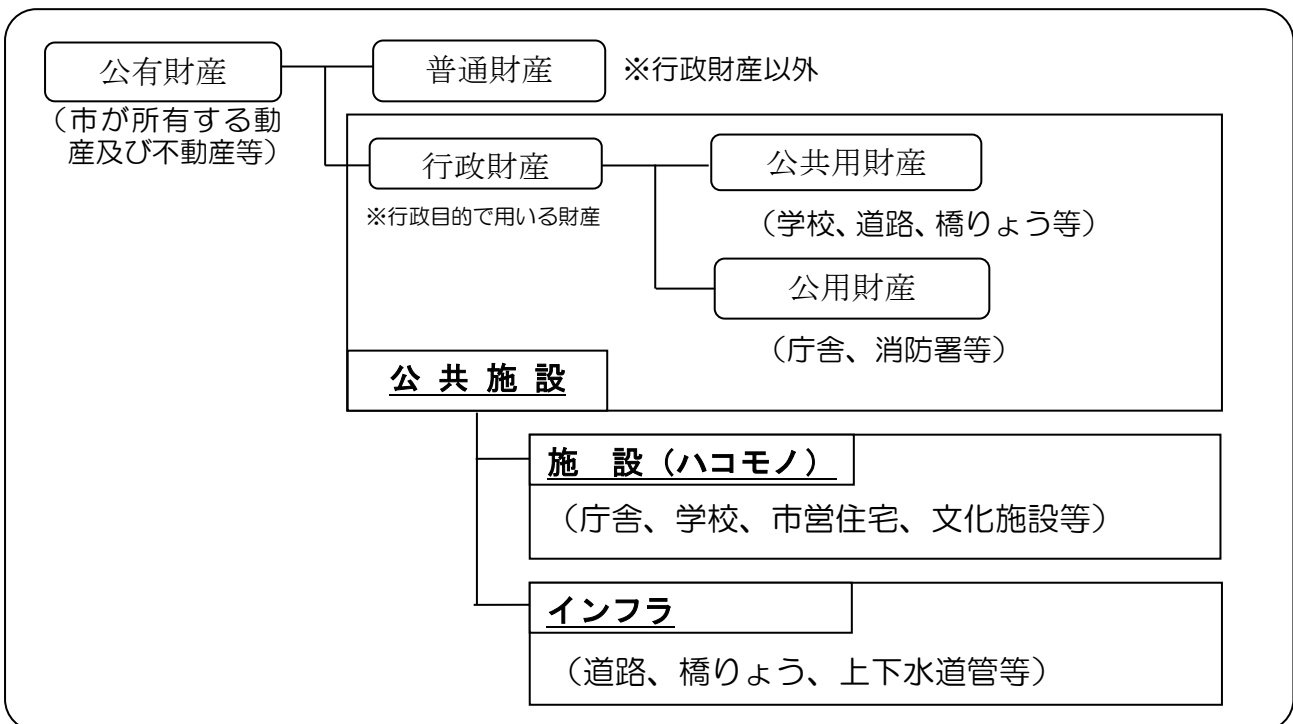 公有財産
普通財産
※行政財産以外
（市が所有する動
産及び不動産等）
行政財産
公共用財産
※行政目的で用いる財産
（学校、道路、橋りょう等）
公用財産
（庁舎、消防署等）
公 共 施 設
施　設（ハコモノ）
（庁舎、学校、市営住宅、文化施設等）
インフラ
（道路、橋りょう、上下水道管等）